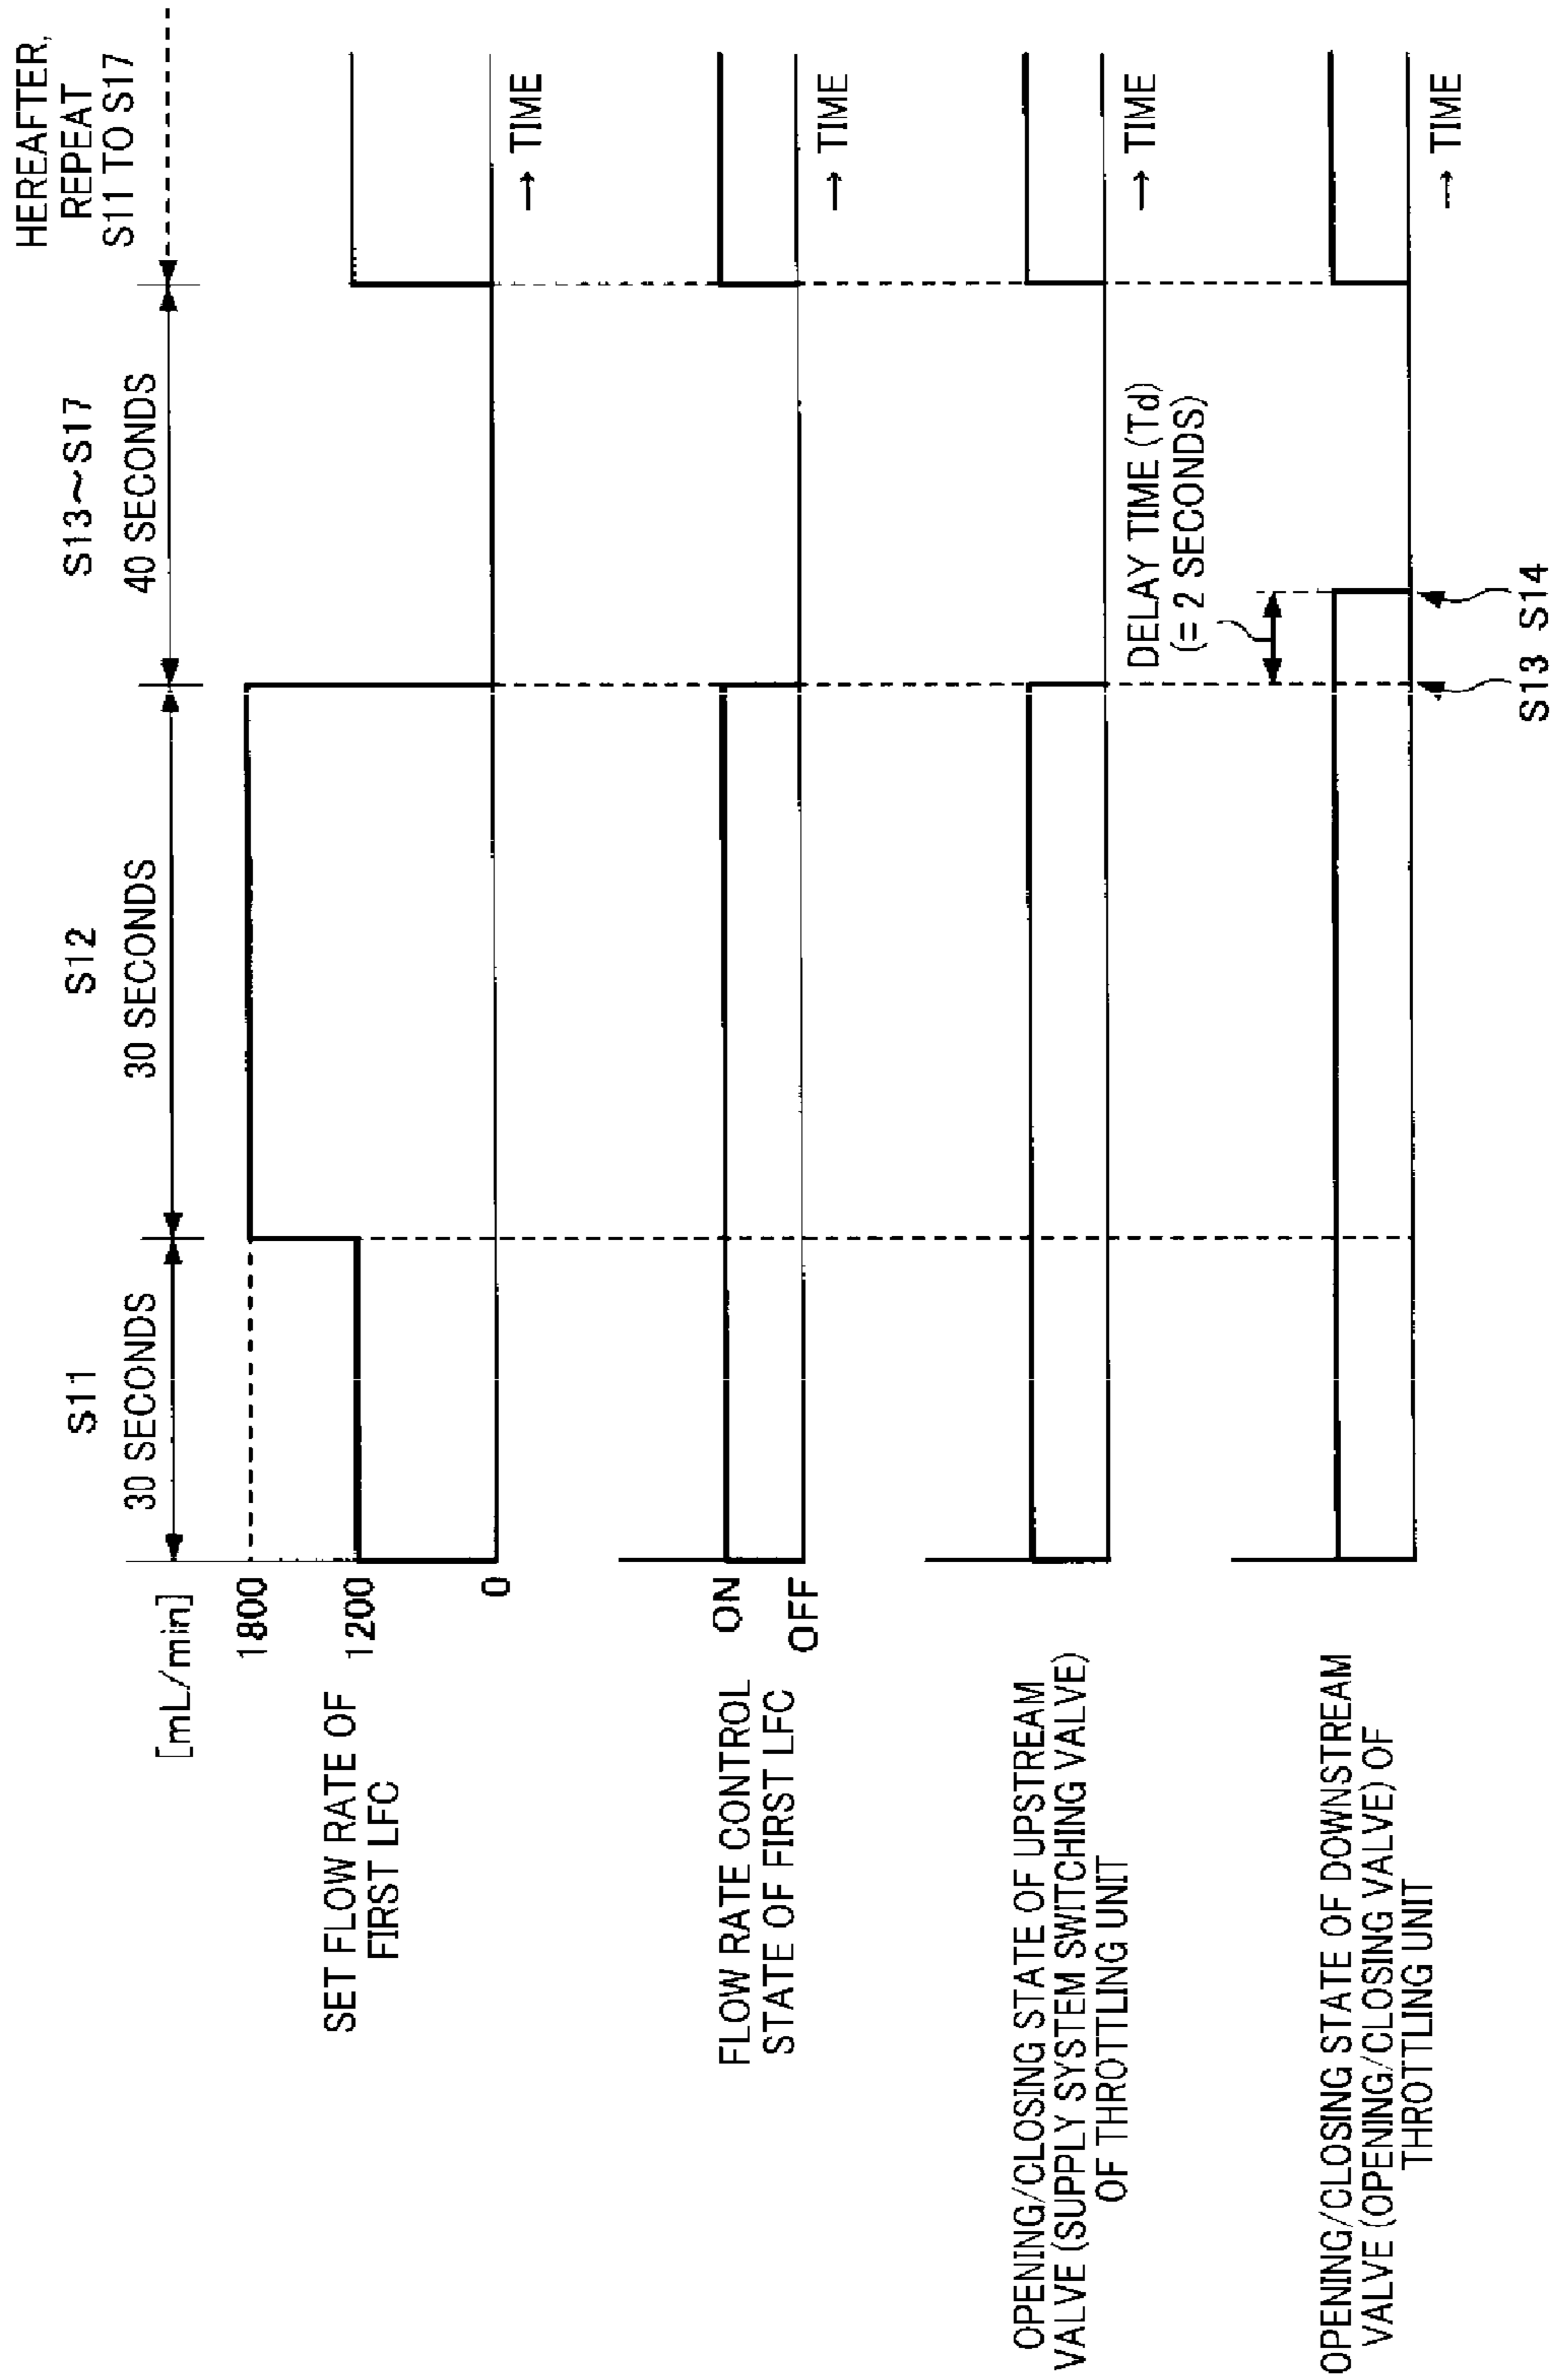 HEREAFTER,
REPEAT
S11 TO S17
S11
S12
S13~S17
30 SECONDS
30 SECONDS
40 SECONDS
[mL/min]
1800
1200
0
SET FLOW RATE OF
FIRST LFC
→ TIME
ON
OFF
FLOW RATE CONTROL
STATE OF FIRST LFC
→ TIME
OPENING/CLOSING STATE OF UPSTREAM
VALVE (SUPPLY SYSTEM SWITCHING VALVE)
OF THROTTLING UNIT
→ TIME
DELAY TIME (Td)
(= 2 SECONDS)
OPENING/CLOSING STATE OF DOWNSTREAM
VALVE (OPENING/CLOSING VALVE) OF
THROTTLING UNIT
→ TIME
S13 S14